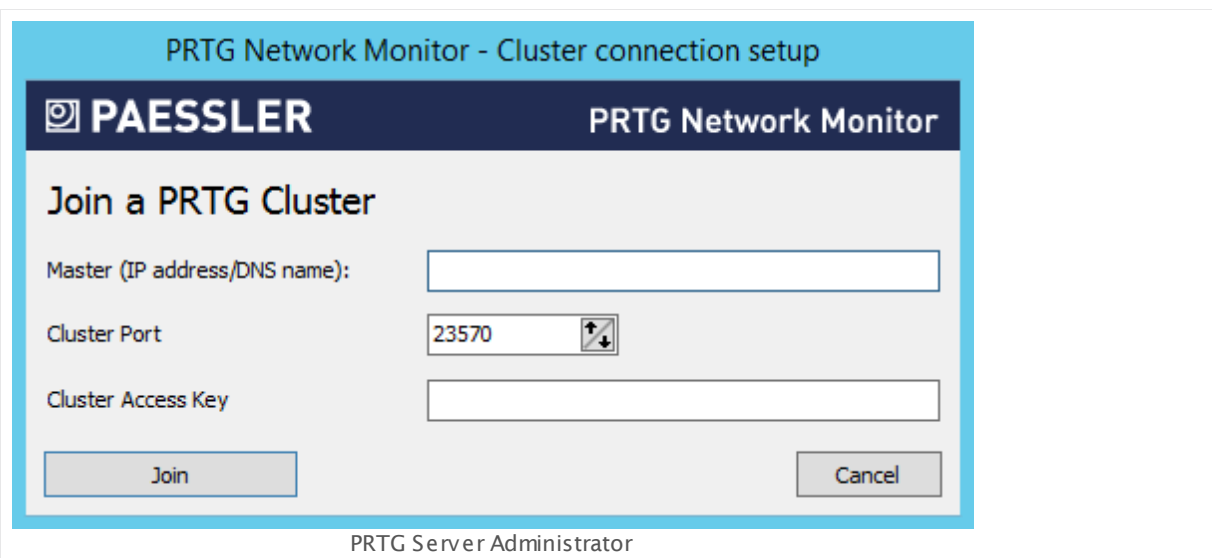 PRTG Network Monitor - Cluster connection setup
PAESSLER PRTG Network Monitor
Join a PRTG Cluster
Master (IP address/DNS name):
Cluster Port 23570
Cluster Access Key
Join Cancel
PRTG Server Administrator